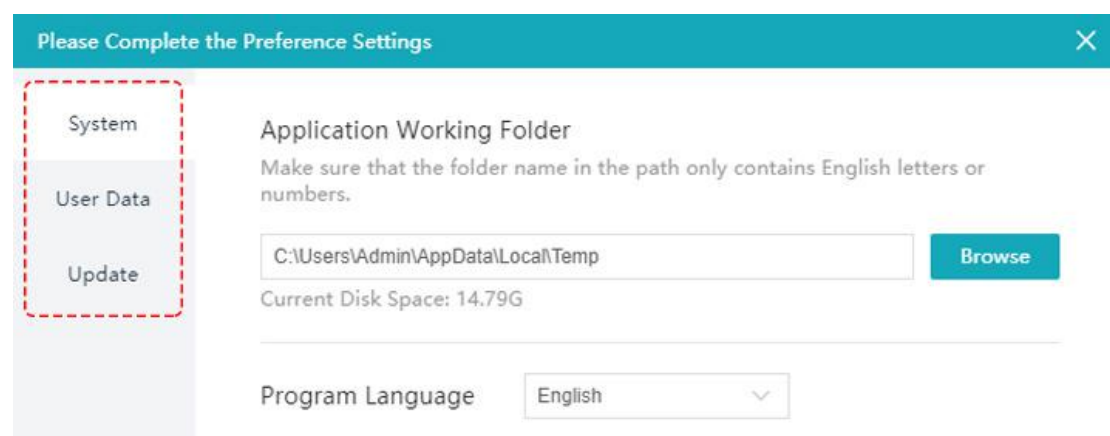 Please Complete the Preference Settings
System
User Data
Update
Application Working Folder
Make sure that the folder name in the path only contains English letters or
numbers.
C:\Users\Admin\AppData\Local\Temp
Browse
Current Disk Space: 14.79G
Program Language
English